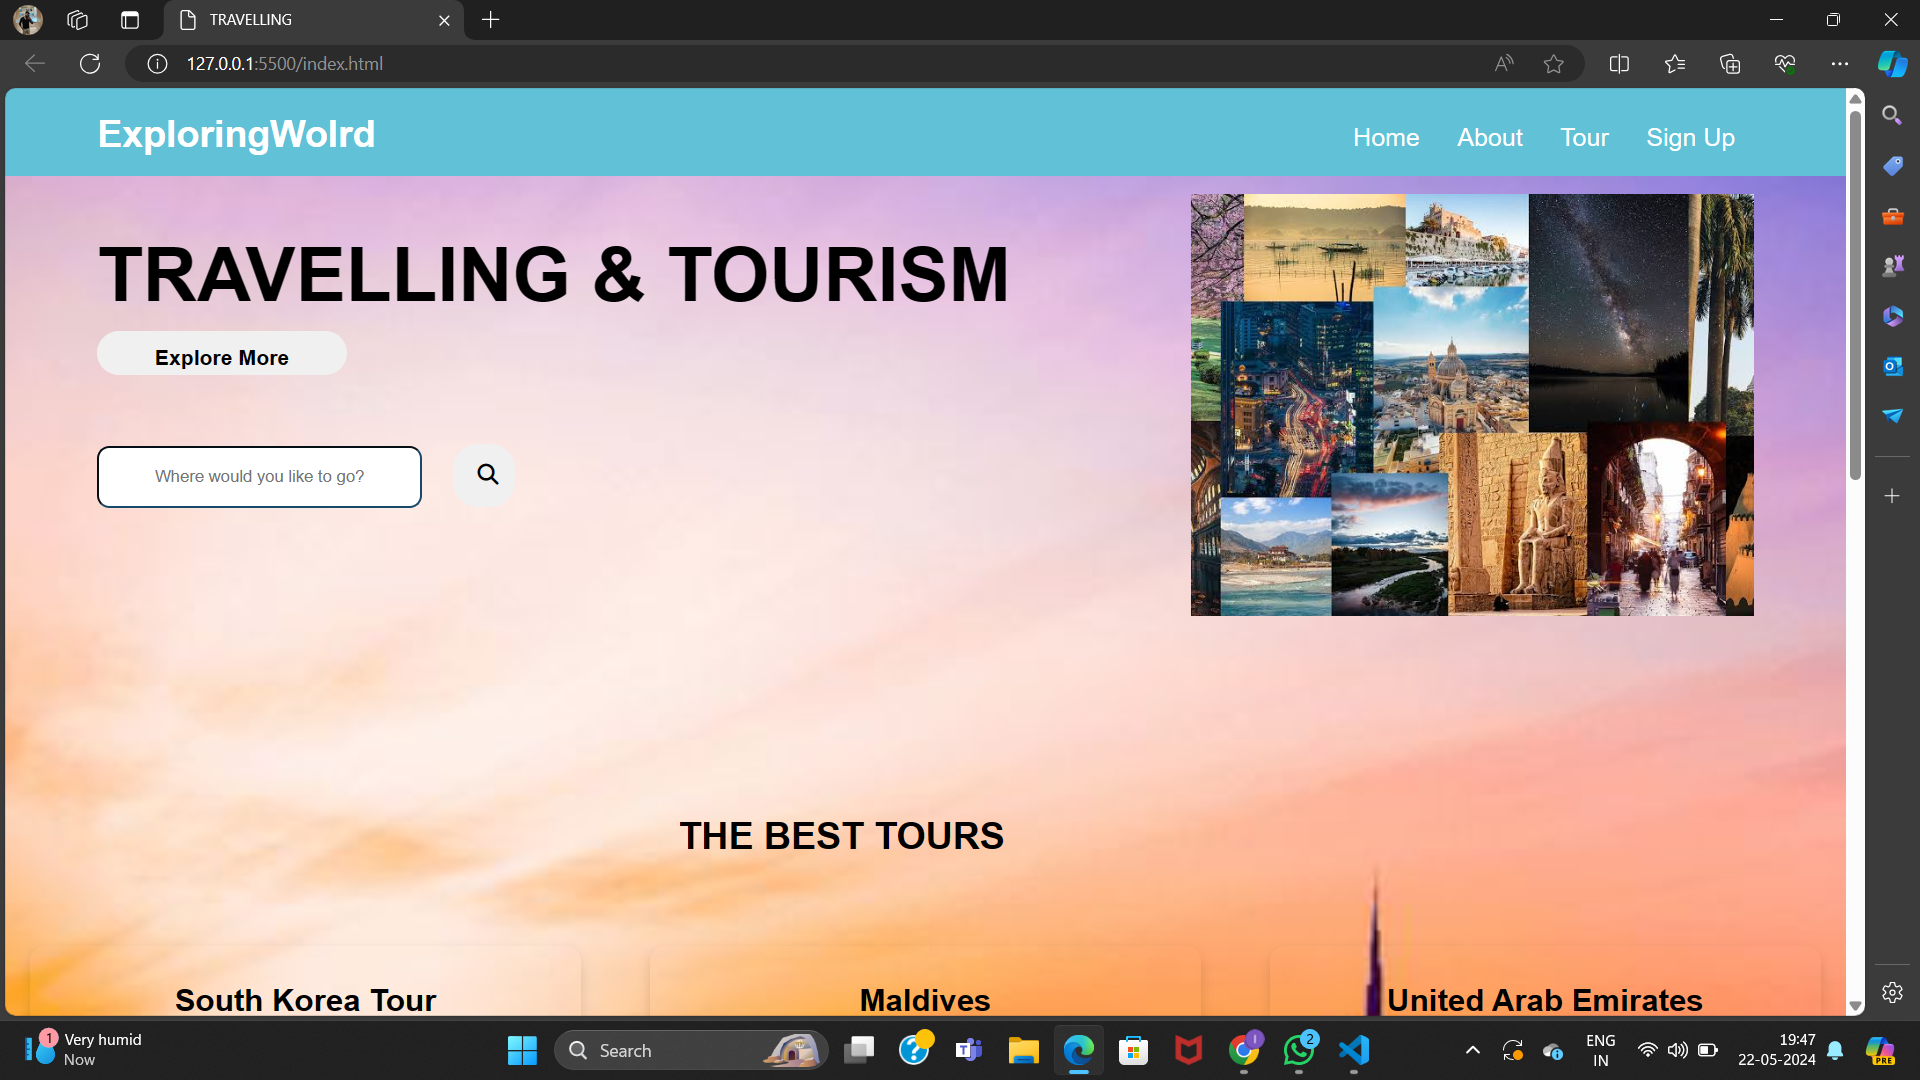 TRAVELLING
127.0.0.1:5500/index.html
ExploringWolrd
Home About Tour Sign Up
TRAVELLING & TOURISM
Explore More
Where would you like to go?
THE BEST TOURS
South Korea Tour
Maldives
United Arab Emirates
1
Very humid
Now
Search
2
ENG
IN
19:47
22-05-2024
PRE